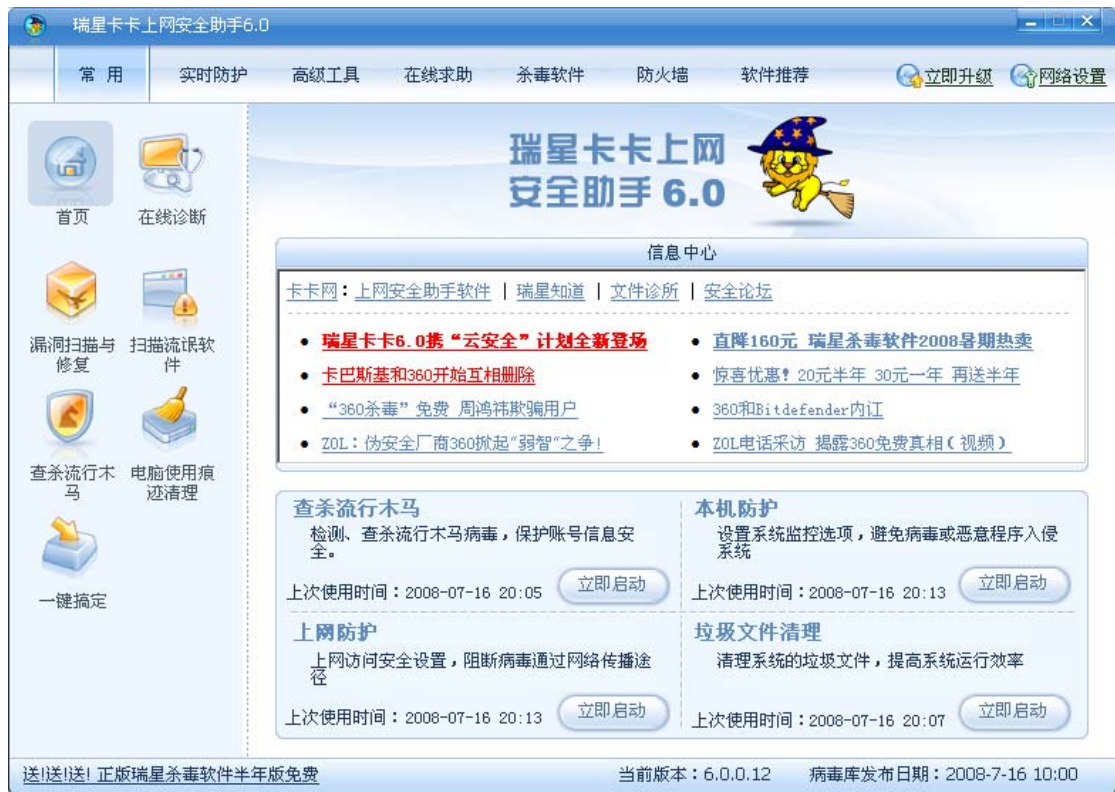 瑞星卡卡上网安全助手6.0
常 用 实时防护 高级工具 在线求助 杀毒软件 防火墙 软件推荐 立即升级 网络设置
首页
在线诊断
漏洞扫描与
修复
扫描流氓软
件
查杀流行木
马
电脑使用痕
迹清理
一键搞定
瑞星卡卡上网
安全助手 6.0
信息中心
卡卡网：上网安全助手软件 | 瑞星知道 | 文件诊所 | 安全论坛
瑞星卡卡6.0携“云安全”计划全新登场
卡巴斯基和360开始互相删除
“360杀毒”免费 周鸿祎欺骗用户
ZOL：伪安全厂商360掀起“弱智”之争!
直降160元 瑞星杀毒软件2008暑期热卖
惊喜优惠! 20元半年 30元一年 再送半年
360和Bitdefender内讧
ZOL电话采访 揭露360免费真相(视频)
查杀流行木马
检测、查杀流行木马病毒，保护账号信息安
全。
上次使用时间：2008-07-16 20:05 立即启动
本机防护
设置系统监控选项，避免病毒或恶意程序入侵
系统
上次使用时间：2008-07-16 20:13 立即启动
上网防护
上网访问安全设置，阻断病毒通过网络传播途
径
上次使用时间：2008-07-16 20:13 立即启动
垃圾文件清理
清理系统的垃圾文件，提高系统运行效率
上次使用时间：2008-07-16 20:07 立即启动
送!送!送! 正版瑞星杀毒软件半年版免费
当前版本：6.0.0.12 病毒库发布日期：2008-7-16 10:00